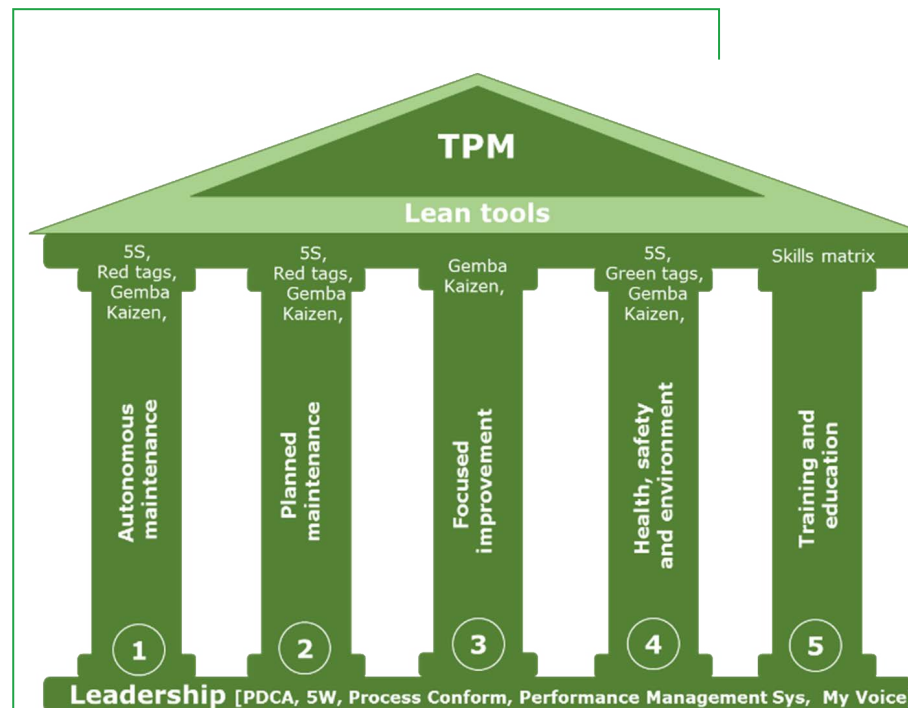 TPM
Lean tools
5S,
Red tags,
Gemba
Kaizen,
5S,
Red tags,
Gemba
Kaizen,
Gemba
Kaizen,
5S,
Green tags,
Gemba
Kaizen,
Skills matrix
Autonomous
maintenance
Planned
maintenance
Focused
improvement
Health, safety
and environment
Training and
education
1
2
3
4
5
Leadership [PDCA, 5W, Process Conform, Performance Management Sys, My Voice